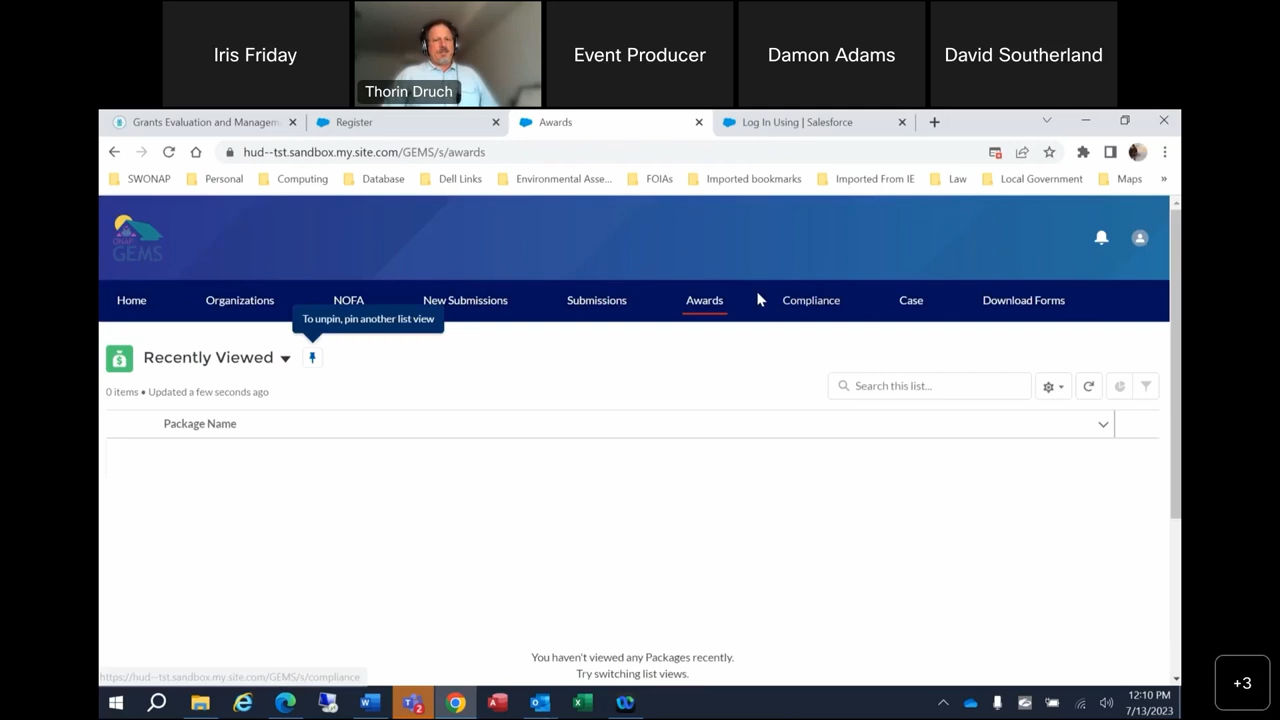 Iris Friday
Thorin Druch
Event Producer
Damon Adams
David Southerland
Grants Evaluation and Managem
Register
Awards
Log In Using | Salesforce
hud--tst.sandbox.my.site.com/GEMS/s/awards
SWONAP
Personal
Computing
Database
Dell Links
Environmental Asse...
FOIAs
Imported bookmarks
Imported From IE
Law
Local Government
Maps
»
ONAP
GEMS
Home
Organizations
NOFA
New Submissions
Submissions
Awards
Compliance
Case
Download Forms
To unpin, pin another list view
Recently Viewed
0 items • Updated a few seconds ago
Search this list...
Package Name
You haven't viewed any Packages recently.
Try switching list views.
https://hud--tst.sandbox.my.site.com/GEMS/s/compliance
12:10 PM
7/13/2023
+3